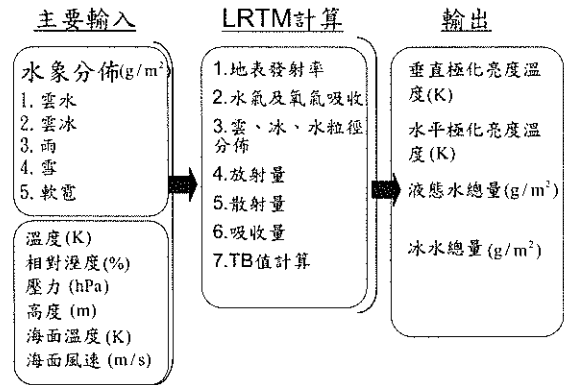 主要輸入
水象分佈(g/m²)
1. 雲水
2. 雲冰
3. 雨
4. 雪
5. 軟雹
溫度(K)
相對溼度(%)
壓力(hPa)
高度(m)
海面溫度(K)
海面風速(m/s)
LRTM計算
1.地表發射率
2.水氣及氧氣吸收
3.雲、冰、水粒徑
分佈
4.放射量
5.散射量
6.吸收量
7.TB值計算
輸出
垂直極化亮度溫
度(K)
水平極化亮度溫
度(K)
液態水總量(g/m²)
冰水總量(g/m²)